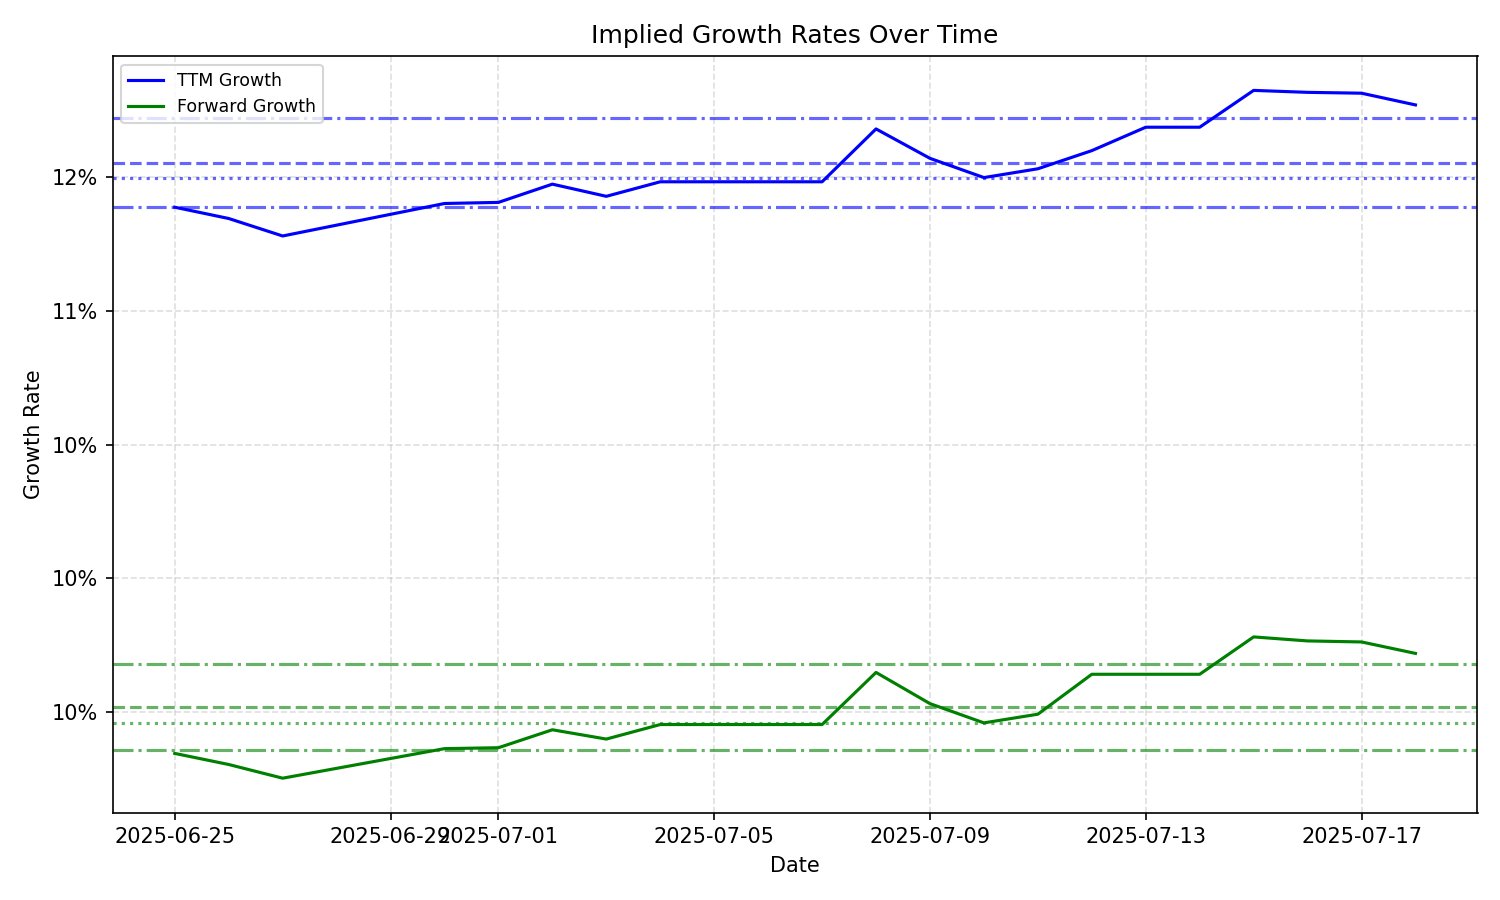 Implied Growth Rates Over Time
TTM Growth
Forward Growth
12%
11%
10%
10%
10%
Growth Rate
2025-06-25
2025-06-29
2025-07-01
2025-07-05
2025-07-09
2025-07-13
2025-07-17
Date